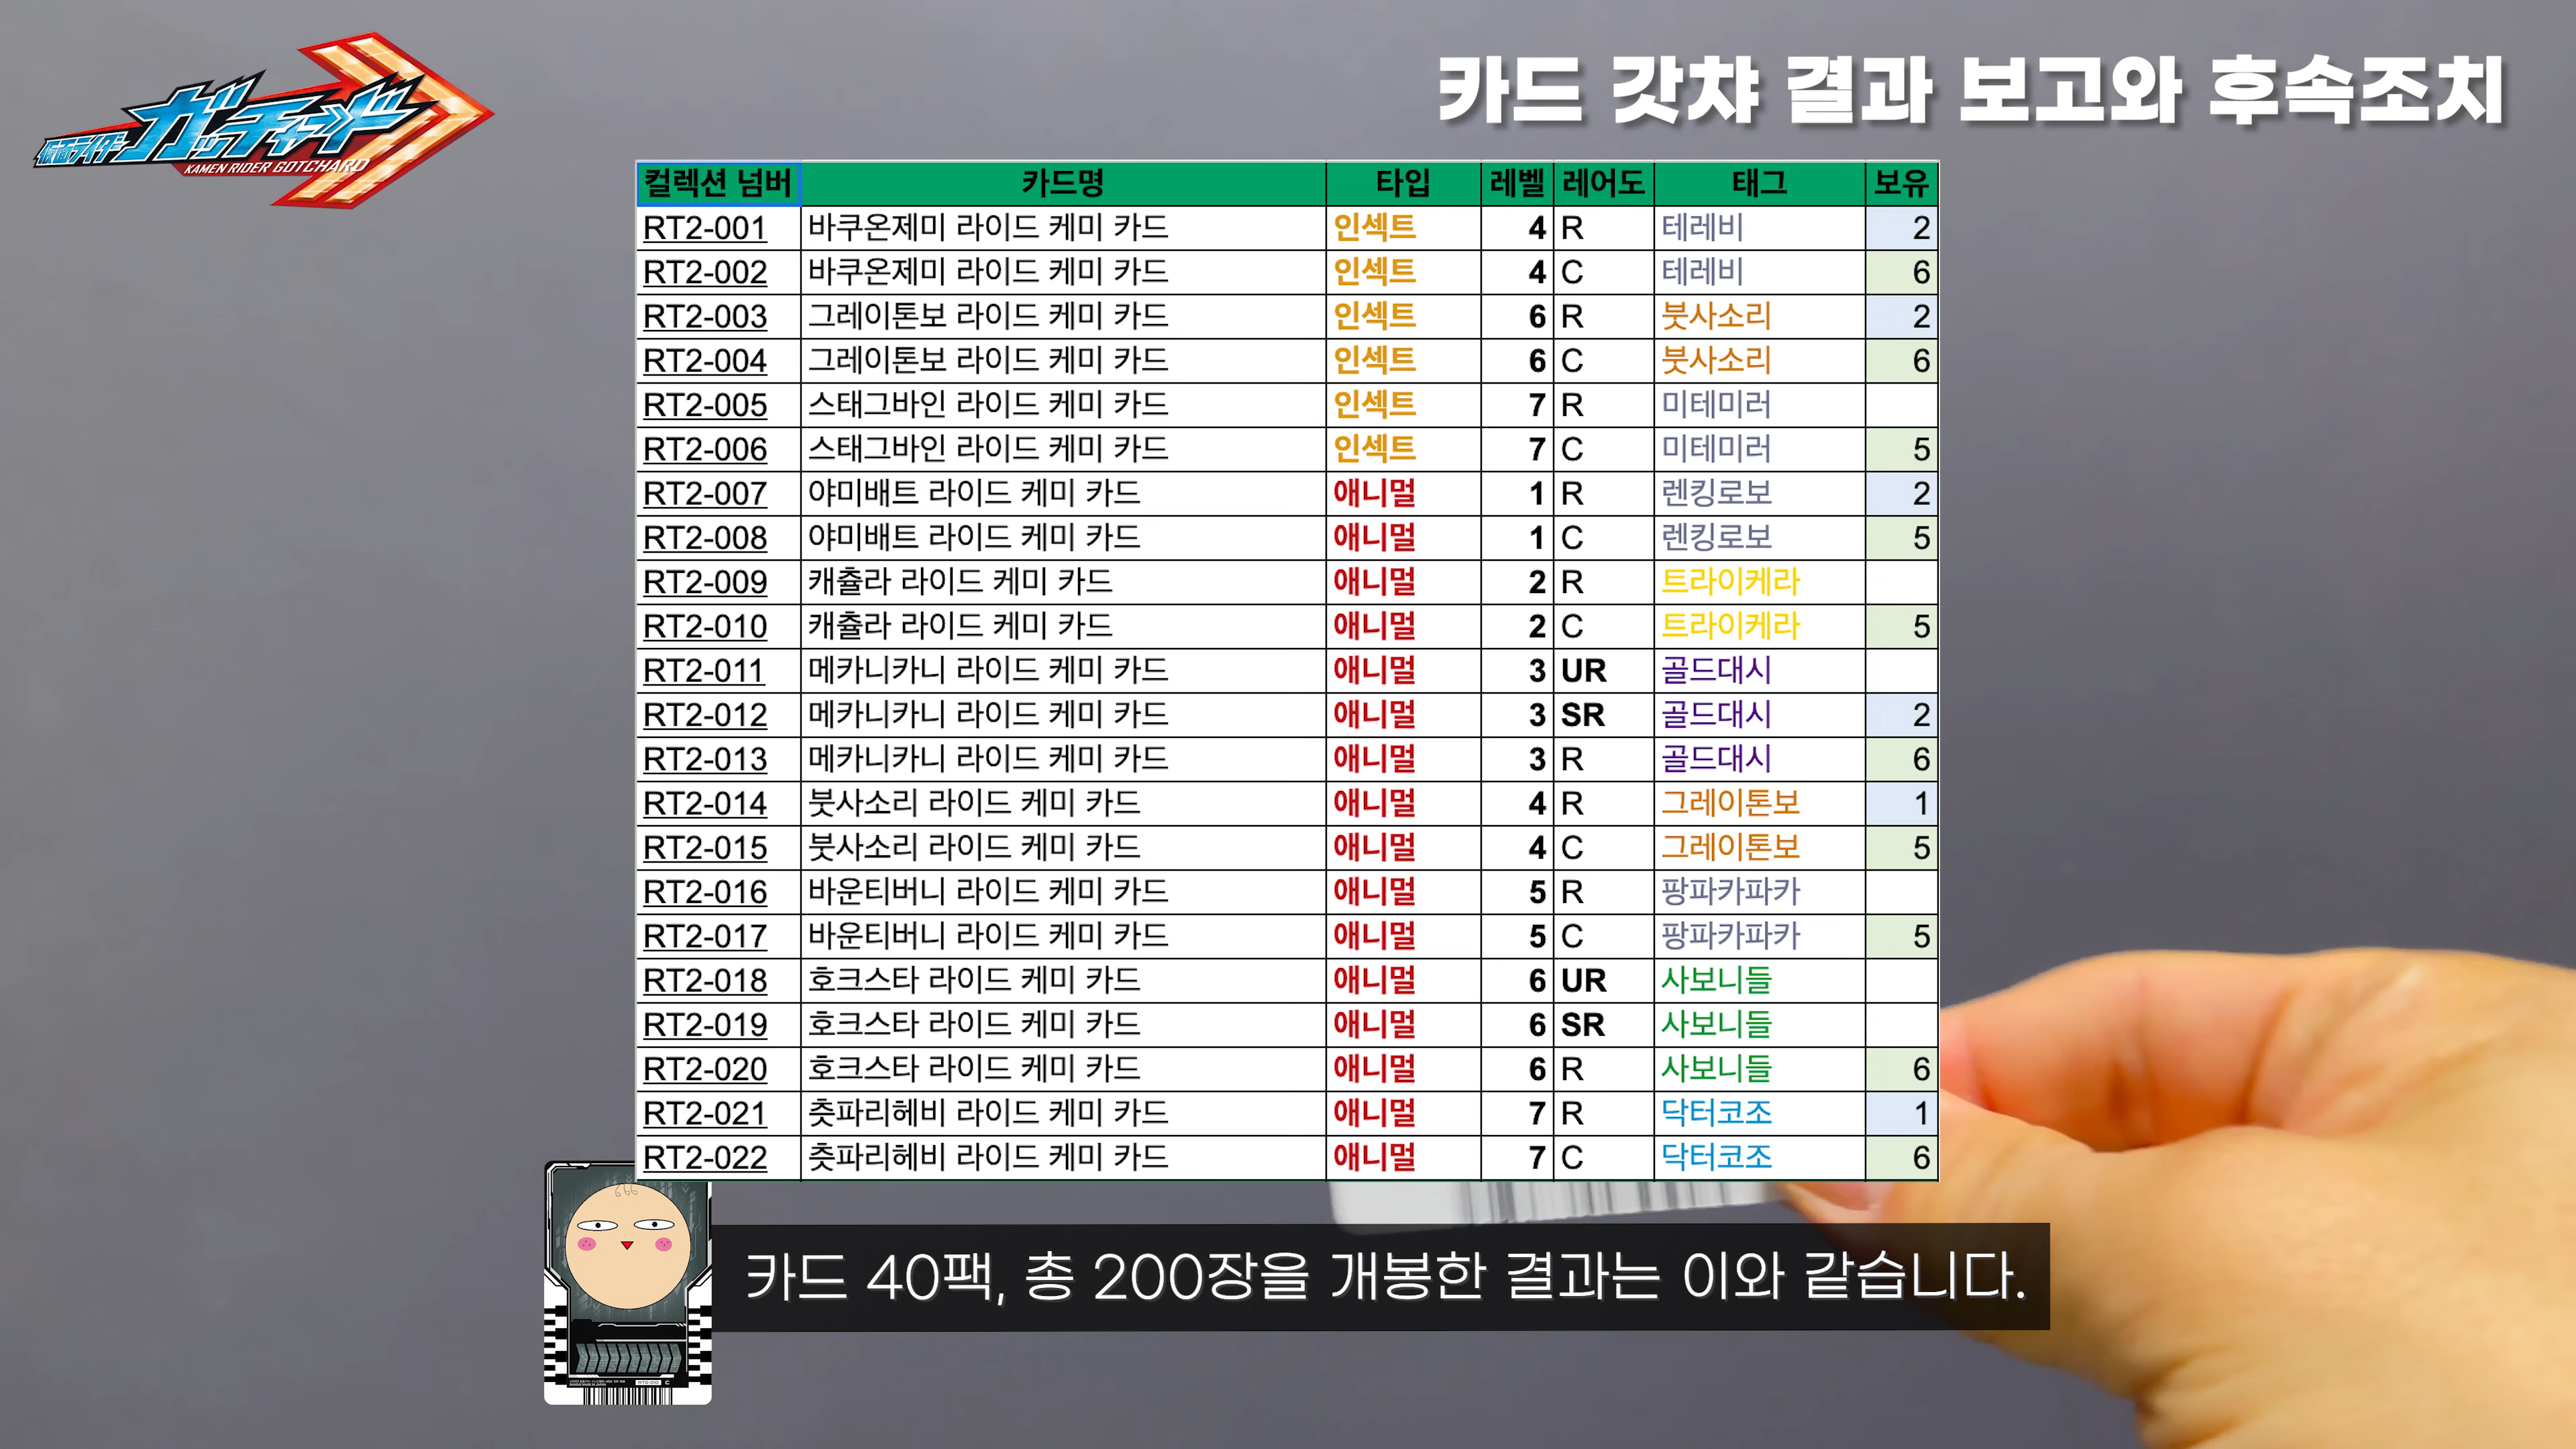 仮面ライダー
ガッチャード
KAMEN RIDER GOTCHARD
카드 갓챠 결과 보고와 후속조치
컬렉션 넘버 카드명 타입 레벨 레어도 태그 보유
RT2-001 바쿠온제미 라이드 케미 카드 인섹트 4 R 테레비 2
RT2-002 바쿠온제미 라이드 케미 카드 인섹트 4 C 테레비 6
RT2-003 그레이톤보 라이드 케미 카드 인섹트 6 R 붓사소리 2
RT2-004 그레이톤보 라이드 케미 카드 인섹트 6 C 붓사소리 6
RT2-005 스태그바인 라이드 케미 카드 인섹트 7 R 미테미러
RT2-006 스태그바인 라이드 케미 카드 인섹트 7 C 미테미러 5
RT2-007 야미배트 라이드 케미 카드 애니멀 1 R 렌킹로보 2
RT2-008 야미배트 라이드 케미 카드 애니멀 1 C 렌킹로보 5
RT2-009 캐츌라 라이드 케미 카드 애니멀 2 R 트라이케라
RT2-010 캐츌라 라이드 케미 카드 애니멀 2 C 트라이케라 5
RT2-011 메카니카니 라이드 케미 카드 애니멀 3 UR 골드대시
RT2-012 메카니카니 라이드 케미 카드 애니멀 3 SR 골드대시 2
RT2-013 메카니카니 라이드 케미 카드 애니멀 3 R 골드대시 6
RT2-014 붓사소리 라이드 케미 카드 애니멀 4 R 그레이톤보 1
RT2-015 붓사소리 라이드 케미 카드 애니멀 4 C 그레이톤보 5
RT2-016 바운티버니 라이드 케미 카드 애니멀 5 R 팡파카파카
RT2-017 바운티버니 라이드 케미 카드 애니멀 5 C 팡파카파카 5
RT2-018 호크스타 라이드 케미 카드 애니멀 6 UR 사보니들
RT2-019 호크스타 라이드 케미 카드 애니멀 6 SR 사보니들
RT2-020 호크스타 라이드 케미 카드 애니멀 6 R 사보니들 6
RT2-021 츳파리헤비 라이드 케미 카드 애니멀 7 R 닥터코조 1
RT2-022 츳파리헤비 라이드 케미 카드 애니멀 7 C 닥터코조 6
카드 40팩, 총 200장을 개봉한 결과는 이와 같습니다.